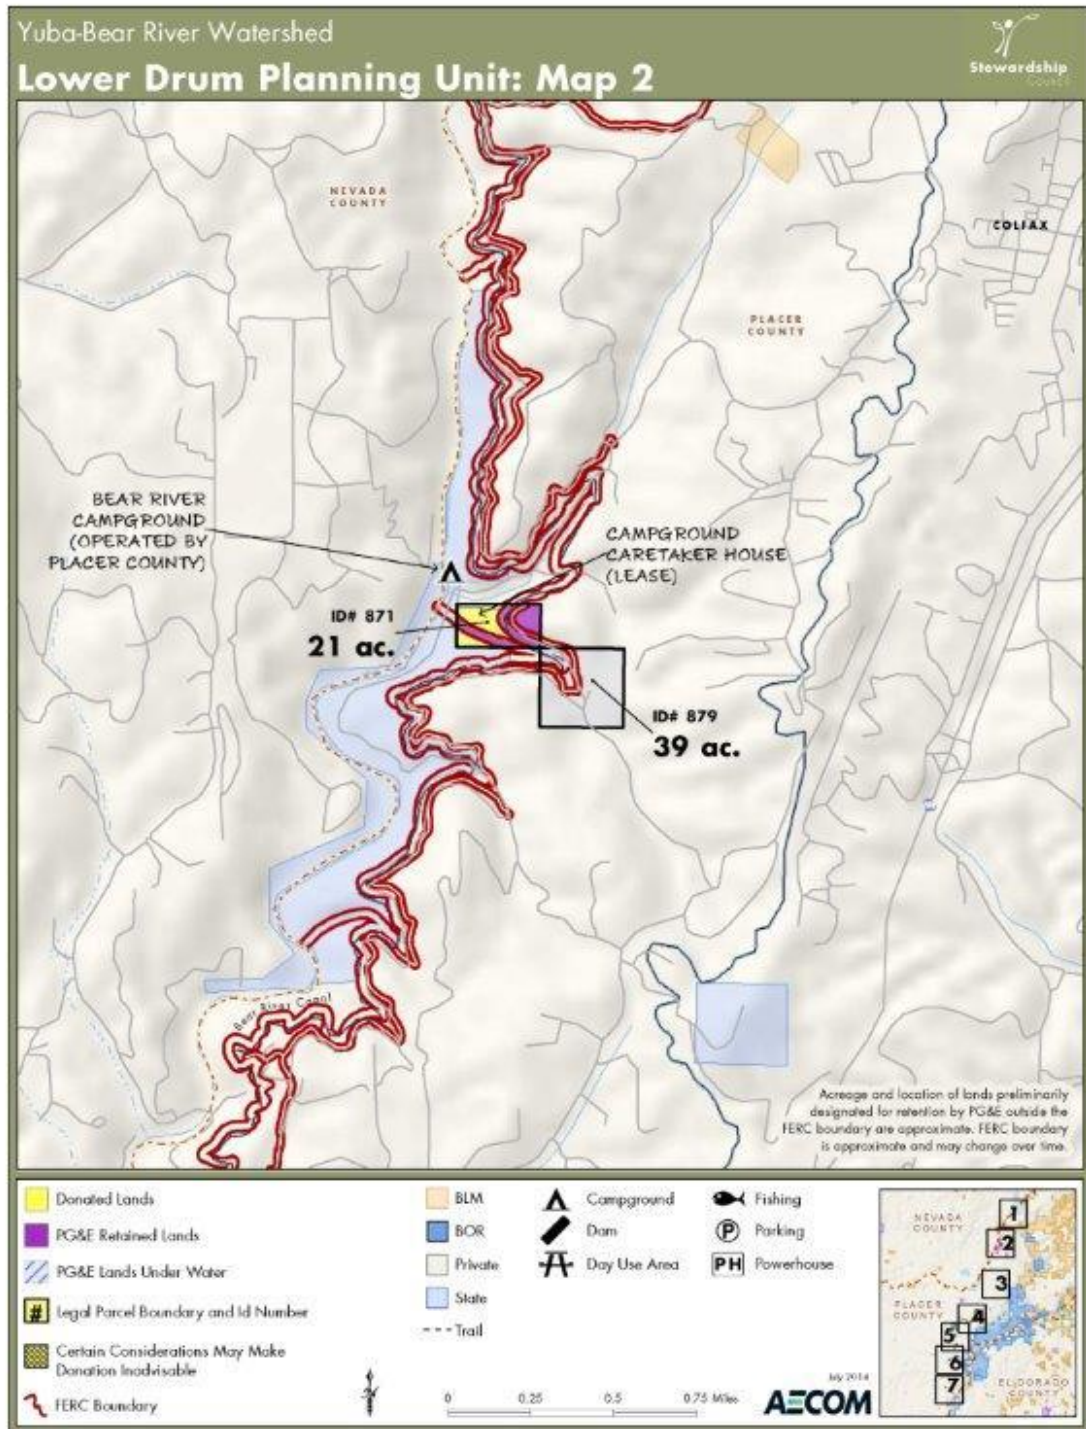 Yuba-Bear River Watershed
Lower Drum Planning Unit: Map 2
Stewardship
COUNCIL
NEVADA
COUNTY
COLFAX
PLACER
COUNTY
BEAR RIVER
CAMPGROUND
(OPERATED BY
PLACER COUNTY)
CAMPGROUND
CARETAKER HOUSE
(LEASE)
ID# 871
21 ac.
ID# 879
39 ac.
Bear River Canal
Acreage and location of lands preliminarily
designated for retention by PG&E outside the
FERC boundary are approximate. FERC boundary
is approximate and may change over time.
Donated Lands
PG&E Retained Lands
PG&E Lands Under Water
# Legal Parcel Boundary and Id Number
Certain Considerations May Make
Donation Inadvisable
FERC Boundary
BLM
BOR
Private
State
Trail
Campground
Dam
Day Use Area
Fishing
P Parking
PH Powerhouse
0 0.25 0.5 0.75 Miles
July 2014
AECOM
NEVADA
COUNTY
1
2
3
PLACER
COUNTY
4
5
6
7
EL DORADO
COUNTY